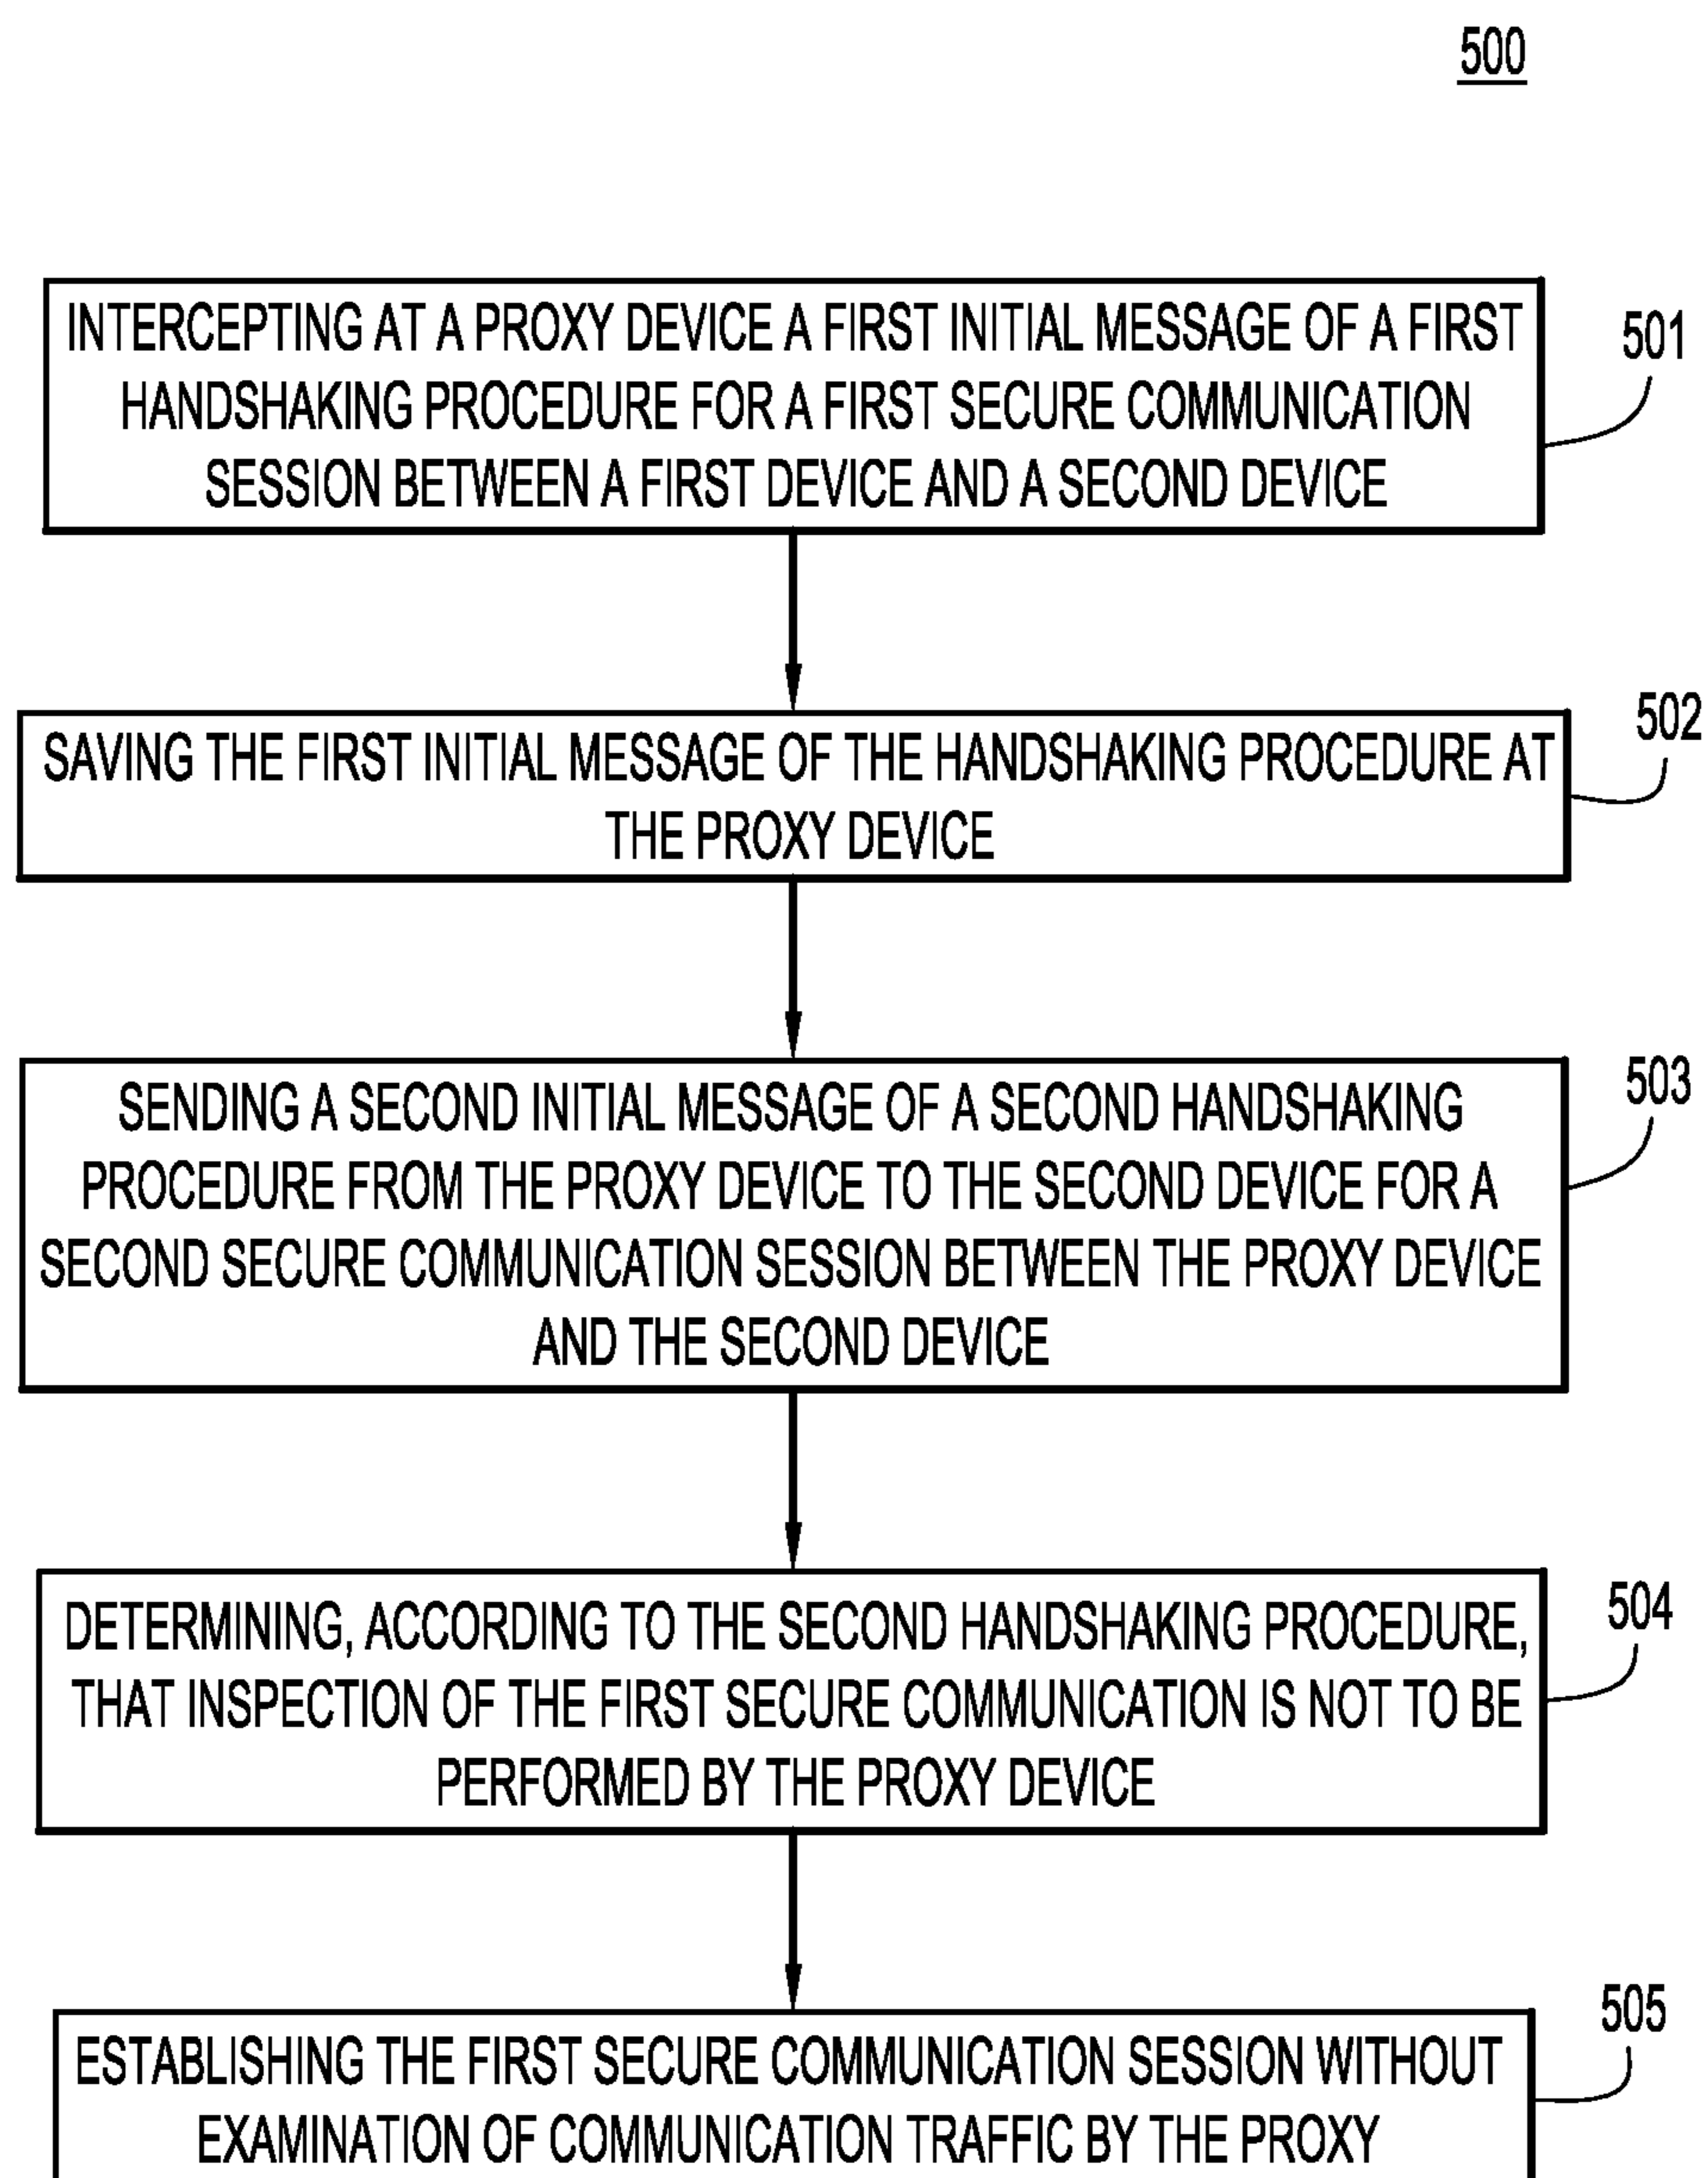 500
INTERCEPTING AT A PROXY DEVICE A FIRST INITIAL MESSAGE OF A FIRST
HANDSHAKING PROCEDURE FOR A FIRST SECURE COMMUNICATION
SESSION BETWEEN A FIRST DEVICE AND A SECOND DEVICE
501
SAVING THE FIRST INITIAL MESSAGE OF THE HANDSHAKING PROCEDURE AT
THE PROXY DEVICE
502
SENDING A SECOND INITIAL MESSAGE OF A SECOND HANDSHAKING
PROCEDURE FROM THE PROXY DEVICE TO THE SECOND DEVICE FOR A
SECOND SECURE COMMUNICATION SESSION BETWEEN THE PROXY DEVICE
AND THE SECOND DEVICE
503
DETERMINING, ACCORDING TO THE SECOND HANDSHAKING PROCEDURE,
THAT INSPECTION OF THE FIRST SECURE COMMUNICATION IS NOT TO BE
PERFORMED BY THE PROXY DEVICE
504
ESTABLISHING THE FIRST SECURE COMMUNICATION SESSION WITHOUT
EXAMINATION OF COMMUNICATION TRAFFIC BY THE PROXY
505